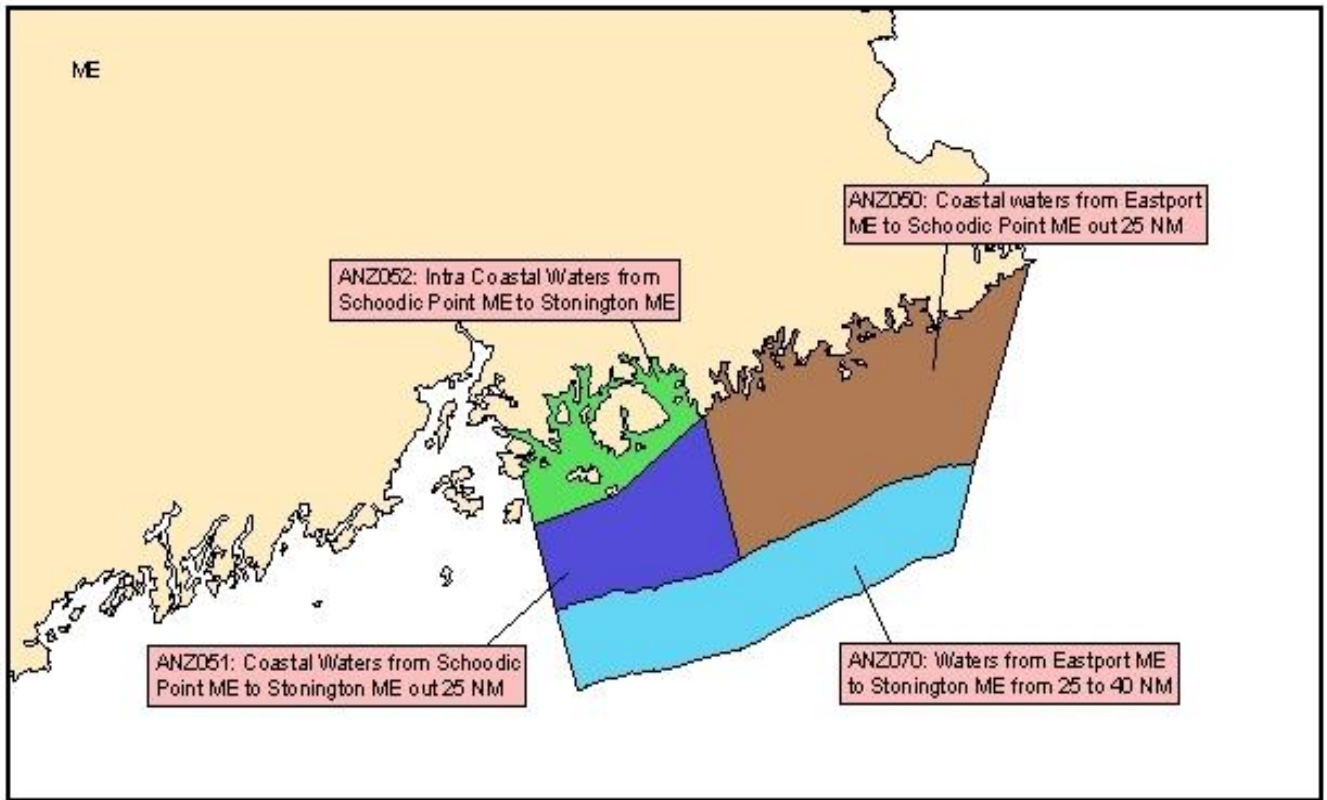 ME
ANZ050: Coastal waters from Eastport
ME to Schoodic Point ME out 25 NM
ANZ052: Intra Coastal Waters from
Schoodic Point ME to Stonington ME
ANZ051: Coastal Waters from Schoodic
Point ME to Stonington ME out 25 NM
ANZ070: Waters from Eastport ME
to Stonington ME from 25 to 40 NM